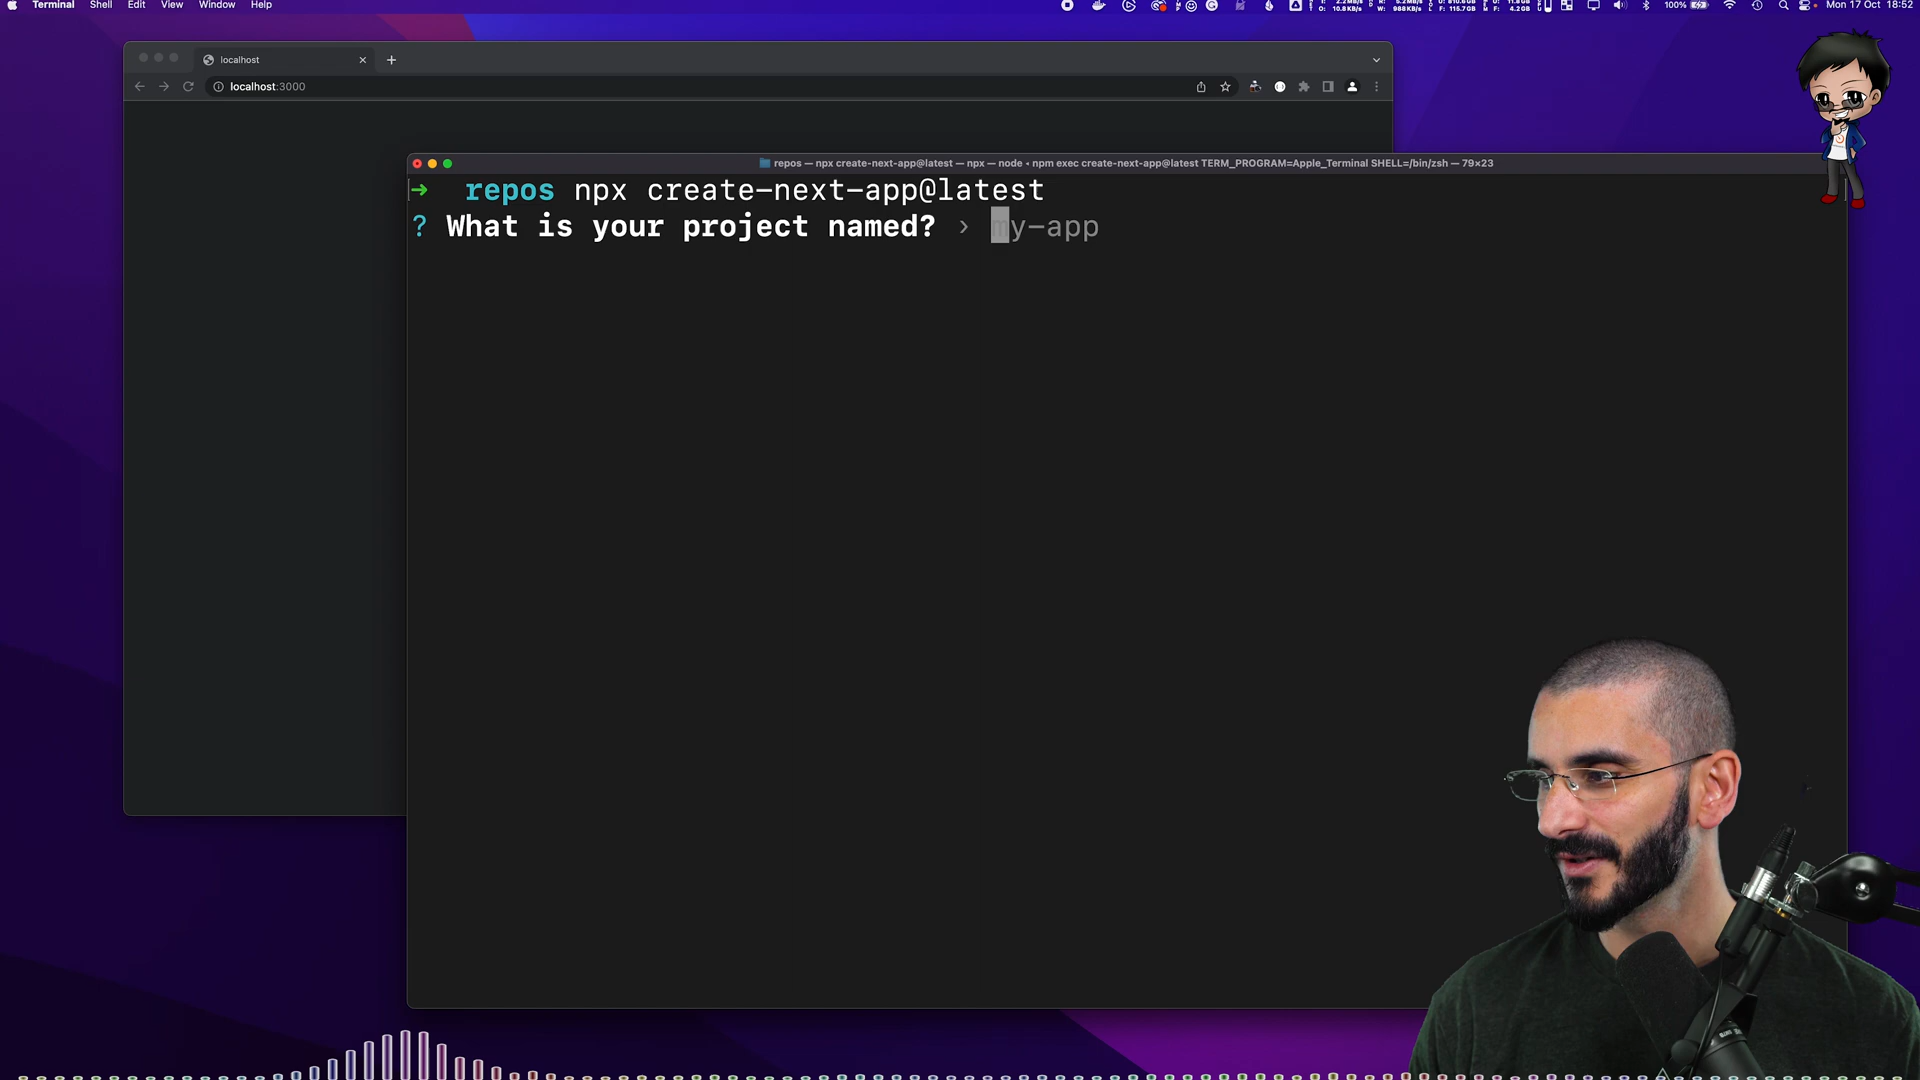 Terminal Shell Edit View Window Help
100% Mon 17 Oct 18:52
localhost
localhost:3000
repos — npx create-next-app@latest — npx — node ◂ npm exec create-next-app@latest TERM_PROGRAM=Apple_Terminal SHELL=/bin/zsh — 79×23
➜ repos npx create-next-app@latest
? What is your project named? › my-app